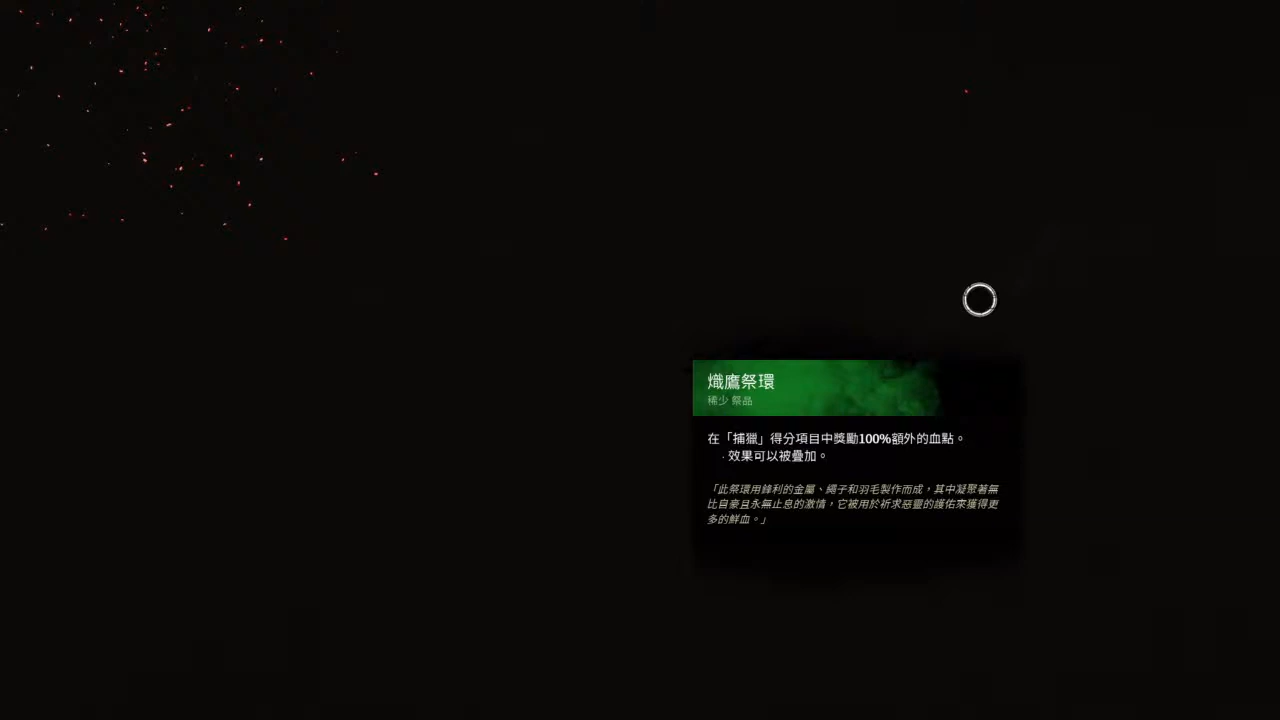 熾鷹祭環
稀少 祭品
在「捕獵」得分項目中獎勵100%額外的血點。
· 效果可以被疊加。
「此祭環用鋒利的金屬、繩子和羽毛製作而成，其中凝聚著無
比自豪且永無止息的激情，它被用於祈求惡靈的護佑來獲得更
多的鮮血。」